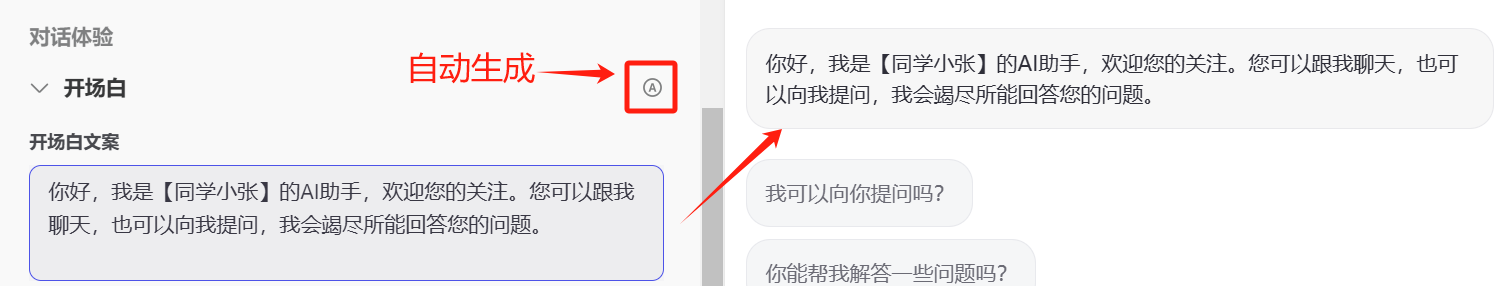 对话体验
自动生成
开场白
A
开场白文案
你好，我是【同学小张】的AI助手，欢迎您的关注。您可以跟我
聊天，也可以向我提问，我会竭尽所能回答您的问题。
你好，我是【同学小张】的AI助手，欢迎您的关注。您可以跟我聊天，也可
以向我提问，我会竭尽所能回答您的问题。
我可以向你提问吗？
你能帮我解答一些问题吗？